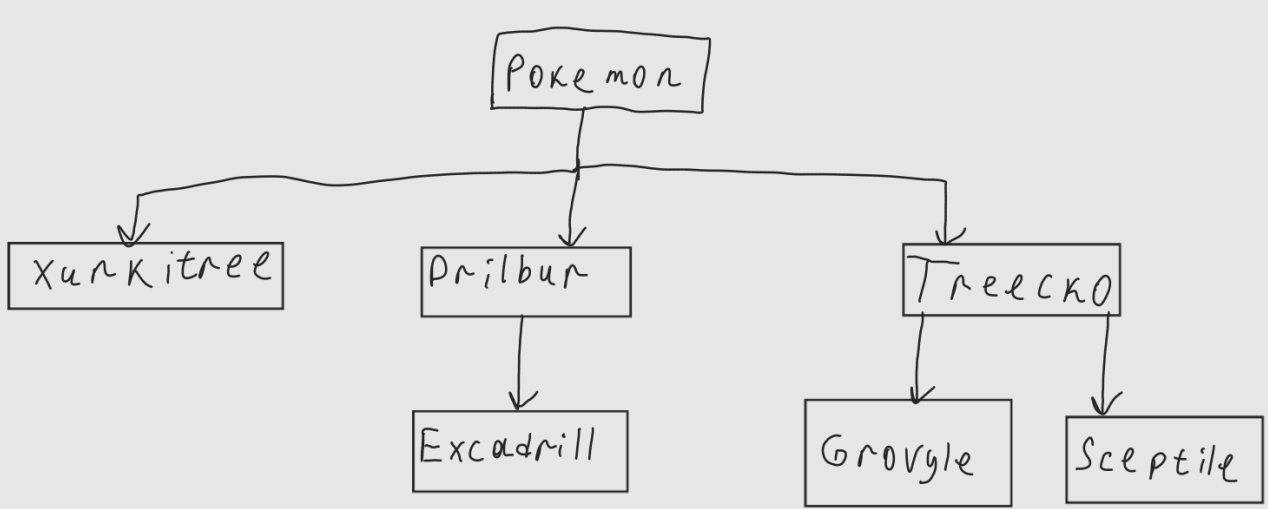 Pokemon
Xurkitree
Drilbur
Treecko
Excadrill
Grovyle
Sceptile